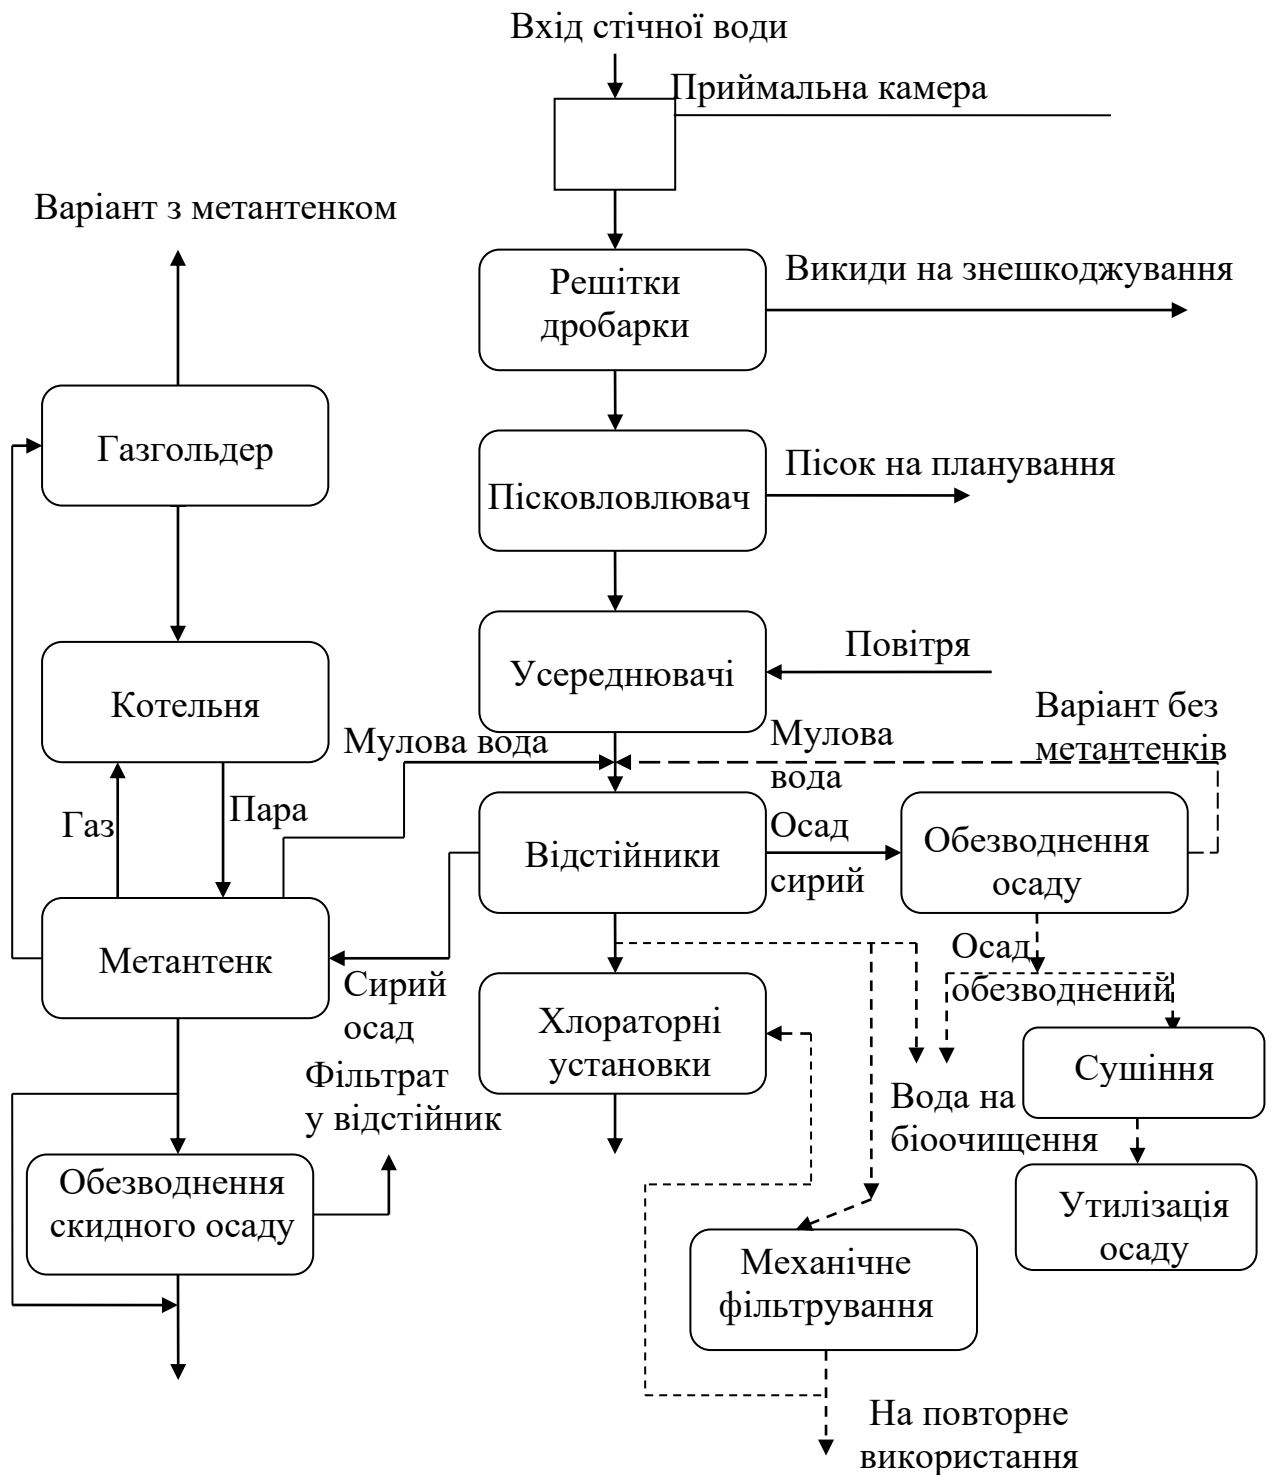 Вхід стічної води
Приймальна камера
Варіант з метантенком
Решітки
дробарки
Викиди на знешкоджування
Газгольдер
Пісковловлювач
Пісок на планування
Усереднювачі
Повітря
Котельня
Мулова вода
Мулова
вода
Варіант без
метантенків
Газ
Пара
Відстійники
Осад
сирий
Обезводнення
осаду
Метантенк
Сирий
осад
Осад
обезводнений
Хлораторні
установки
Сушіння
Фільтрат
у відстійник
Вода на
біоочищення
Обезводнення
скидного осаду
Утилізація
осаду
Механічне
фільтрування
На повторне
використання